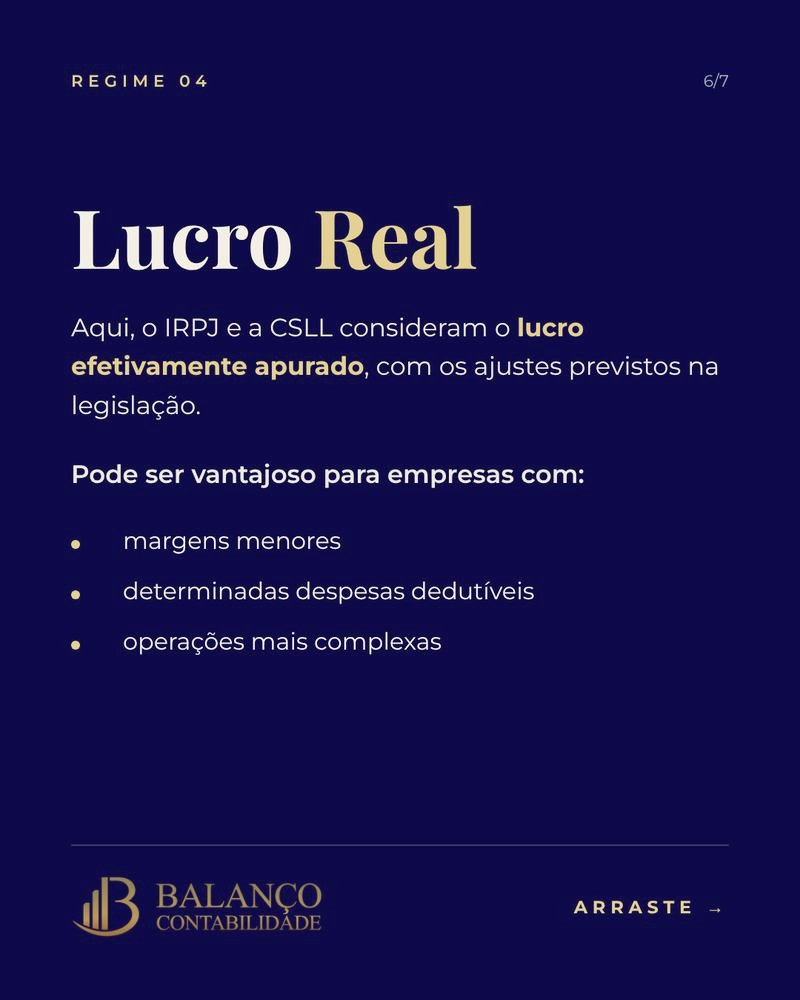 REGIME 04
6/7
Lucro Real
Aqui, o IRPJ e a CSLL consideram o lucro
efetivamente apurado, com os ajustes previstos na
legislação.
Pode ser vantajoso para empresas com:
• margens menores
• determinadas despesas dedutíveis
• operações mais complexas
BALANÇO
CONTABILIDADE
ARRASTE →